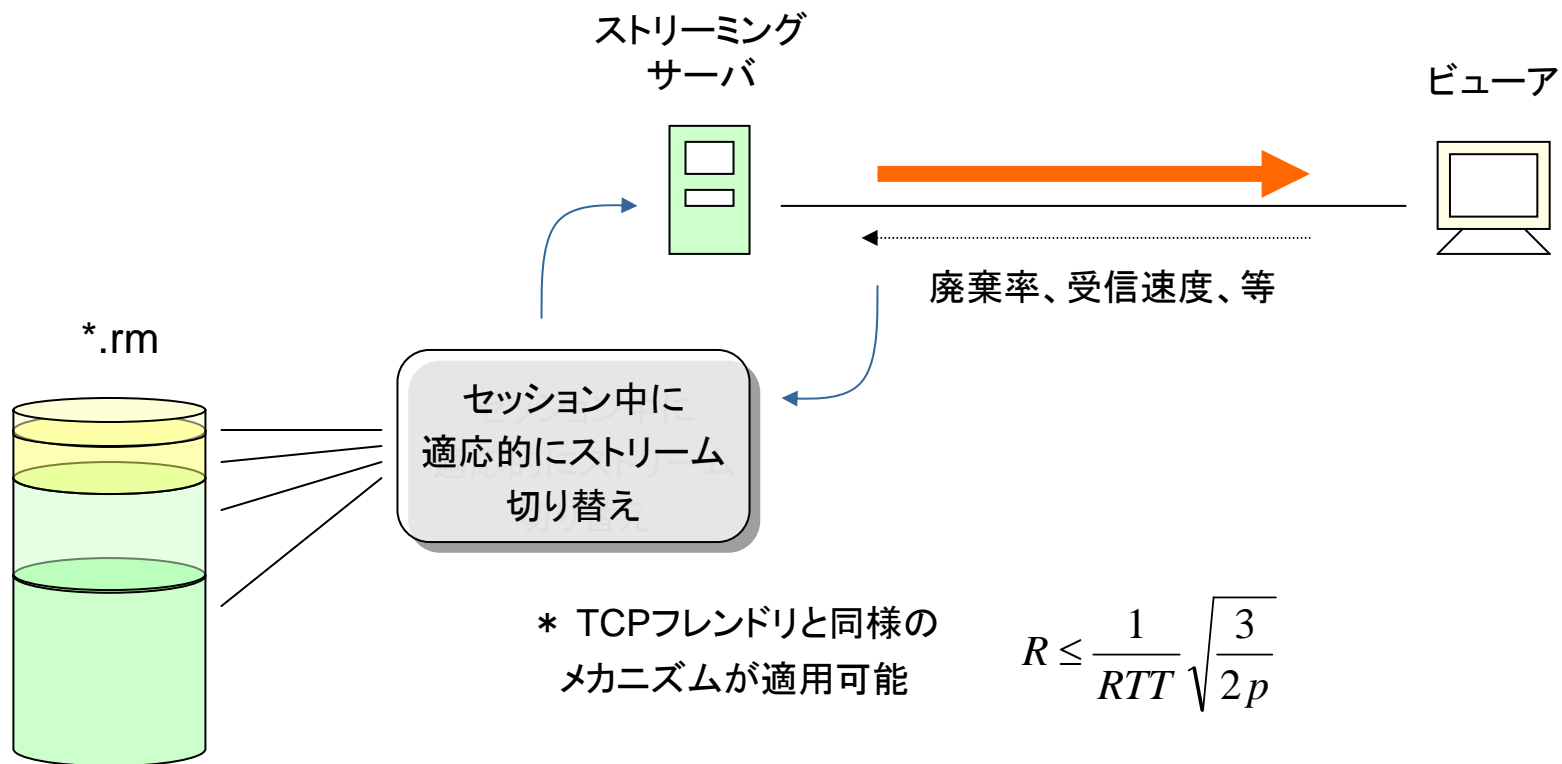 ストリーミング
サーバ
ビューア
廃棄率、受信速度、等
*.rm
セッション中に
適応的にストリーム
切り替え
* TCPフレンドリと同様の
メカニズムが適用可能
R ≤ \frac{1}{RTT} \sqrt{\frac{3}{2p}}